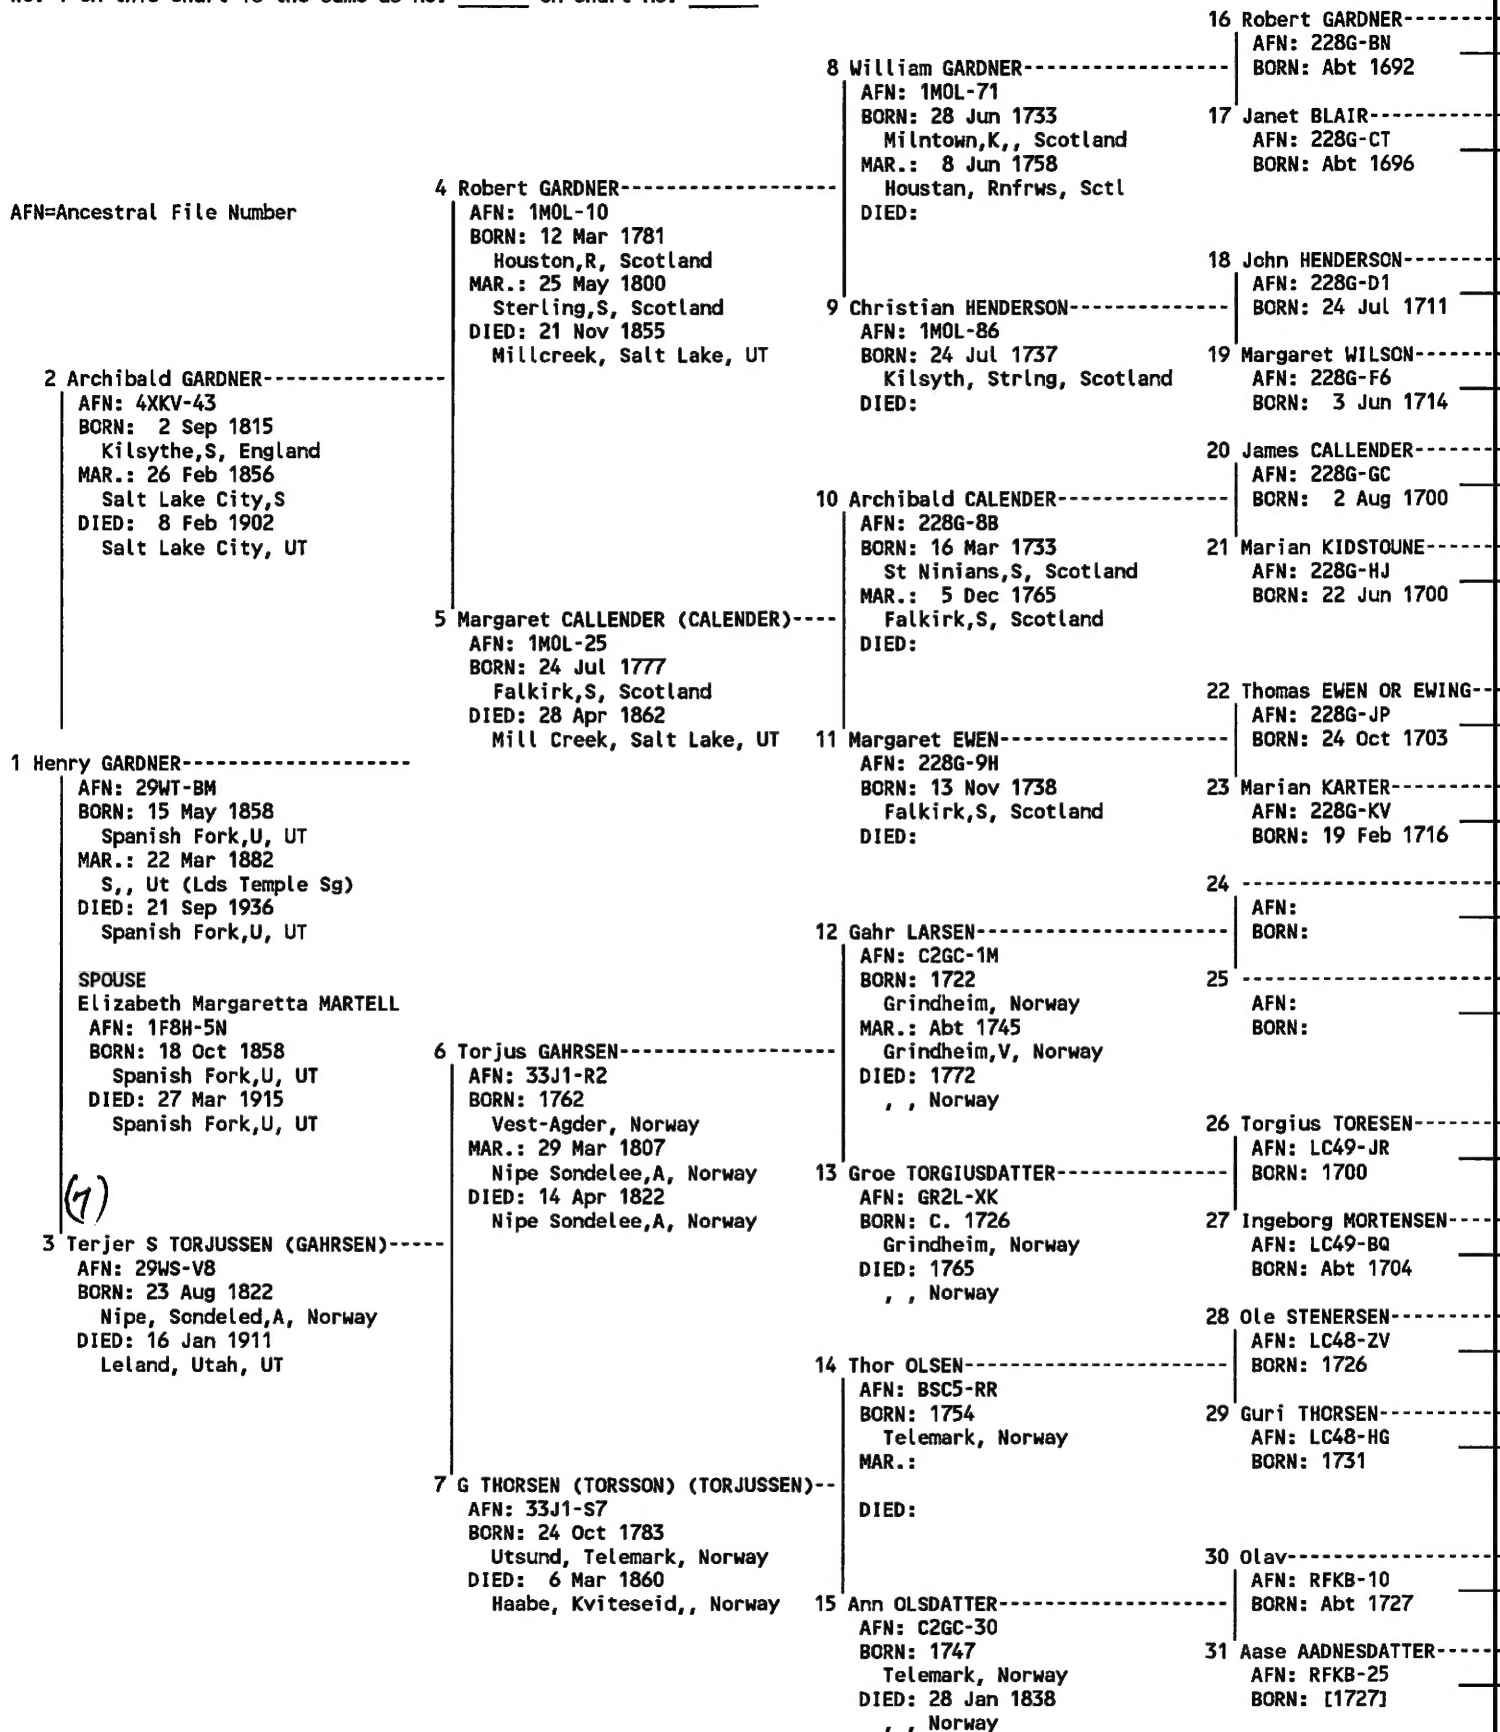 No. 1 on this chart is the same as No. _____ on chart No. _____
AFN=Ancestral File Number
1 Henry GARDNER
AFN: 29WT-BM
BORN: 15 May 1858
Spanish Fork,U, UT
MAR.: 22 Mar 1882
S,, Ut (Lds Temple Sg)
DIED: 21 Sep 1936
Spanish Fork,U, UT
SPOUSE
Elizabeth Margaretta MARTELL
AFN: 1F8H-5N
BORN: 18 Oct 1858
Spanish Fork,U, UT
DIED: 27 Mar 1915
Spanish Fork,U, UT
2 Archibald GARDNER
AFN: 4XKV-43
BORN: 2 Sep 1815
Kilsythe,S, England
MAR.: 26 Feb 1856
Salt Lake City,S
DIED: 8 Feb 1902
Salt Lake City, UT
(7)
3 Terjer S TORJUSSEN (GAHRSEN)
AFN: 29WS-V8
BORN: 23 Aug 1822
Nipe, Sondeled,A, Norway
DIED: 16 Jan 1911
Leland, Utah, UT
4 Robert GARDNER
AFN: 1MOL-10
BORN: 12 Mar 1781
Houston,R, Scotland
MAR.: 25 May 1800
Sterling,S, Scotland
DIED: 21 Nov 1855
Millcreek, Salt Lake, UT
5 Margaret CALLENDER (CALENDER)
AFN: 1MOL-25
BORN: 24 Jul 1777
Falkirk,S, Scotland
DIED: 28 Apr 1862
Mill Creek, Salt Lake, UT
6 Torjus GAHRSEN
AFN: 33J1-R2
BORN: 1762
Vest-Agder, Norway
MAR.: 29 Mar 1807
Nipe Sondelee,A, Norway
DIED: 14 Apr 1822
Nipe Sondelee,A, Norway
7 G THORSEN (TORSSON) (TORJUSSEN)
AFN: 33J1-S7
BORN: 24 Oct 1783
Utsund, Telemark, Norway
DIED: 6 Mar 1860
Haabe, Kviteseid,, Norway
8 William GARDNER
AFN: 1MOL-71
BORN: 28 Jun 1733
Milntown,K,, Scotland
MAR.: 8 Jun 1758
Houstan, Rnfrws, Sctl
DIED:
9 Christian HENDERSON
AFN: 1MOL-86
BORN: 24 Jul 1737
Kilsyth, Strlng, Scotland
DIED:
10 Archibald CALENDER
AFN: 228G-8B
BORN: 16 Mar 1733
St Ninians,S, Scotland
MAR.: 5 Dec 1765
Falkirk,S, Scotland
DIED:
11 Margaret EWEN
AFN: 228G-9H
BORN: 13 Nov 1738
Falkirk,S, Scotland
DIED:
12 Gahr LARSEN
AFN: C2GC-1M
BORN: 1722
Grindheim, Norway
MAR.: Abt 1745
Grindheim,V, Norway
DIED: 1772
, , Norway
13 Groe TORGIUSDATTER
AFN: GR2L-XK
BORN: C. 1726
Grindheim, Norway
DIED: 1765
, , Norway
14 Thor OLSEN
AFN: BSC5-RR
BORN: 1754
Telemark, Norway
MAR.:
DIED:
15 Ann OLSDATTER
AFN: C2GC-30
BORN: 1747
Telemark, Norway
DIED: 28 Jan 1838
, , Norway
16 Robert GARDNER
AFN: 228G-BN
BORN: Abt 1692
17 Janet BLAIR
AFN: 228G-CT
BORN: Abt 1696
18 John HENDERSON
AFN: 228G-D1
BORN: 24 Jul 1711
19 Margaret WILSON
AFN: 228G-F6
BORN: 3 Jun 1714
20 James CALLENDER
AFN: 228G-GC
BORN: 2 Aug 1700
21 Marian KIDSTOUNE
AFN: 228G-HJ
BORN: 22 Jun 1700
22 Thomas EWEN OR EWING
AFN: 228G-JP
BORN: 24 Oct 1703
23 Marian KARTER
AFN: 228G-KV
BORN: 19 Feb 1716
24
AFN:
BORN:
25
AFN:
BORN:
26 Torgius TORESEN
AFN: LC49-JR
BORN: 1700
27 Ingeborg MORTENSEN
AFN: LC49-BQ
BORN: Abt 1704
28 Ole STENERSEN
AFN: LC48-ZV
BORN: 1726
29 Guri THORSEN
AFN: LC48-HG
BORN: 1731
30 Olav
AFN: RFKB-10
BORN: Abt 1727
31 Aase AADNESDATTER
AFN: RFKB-25
BORN: [1727]